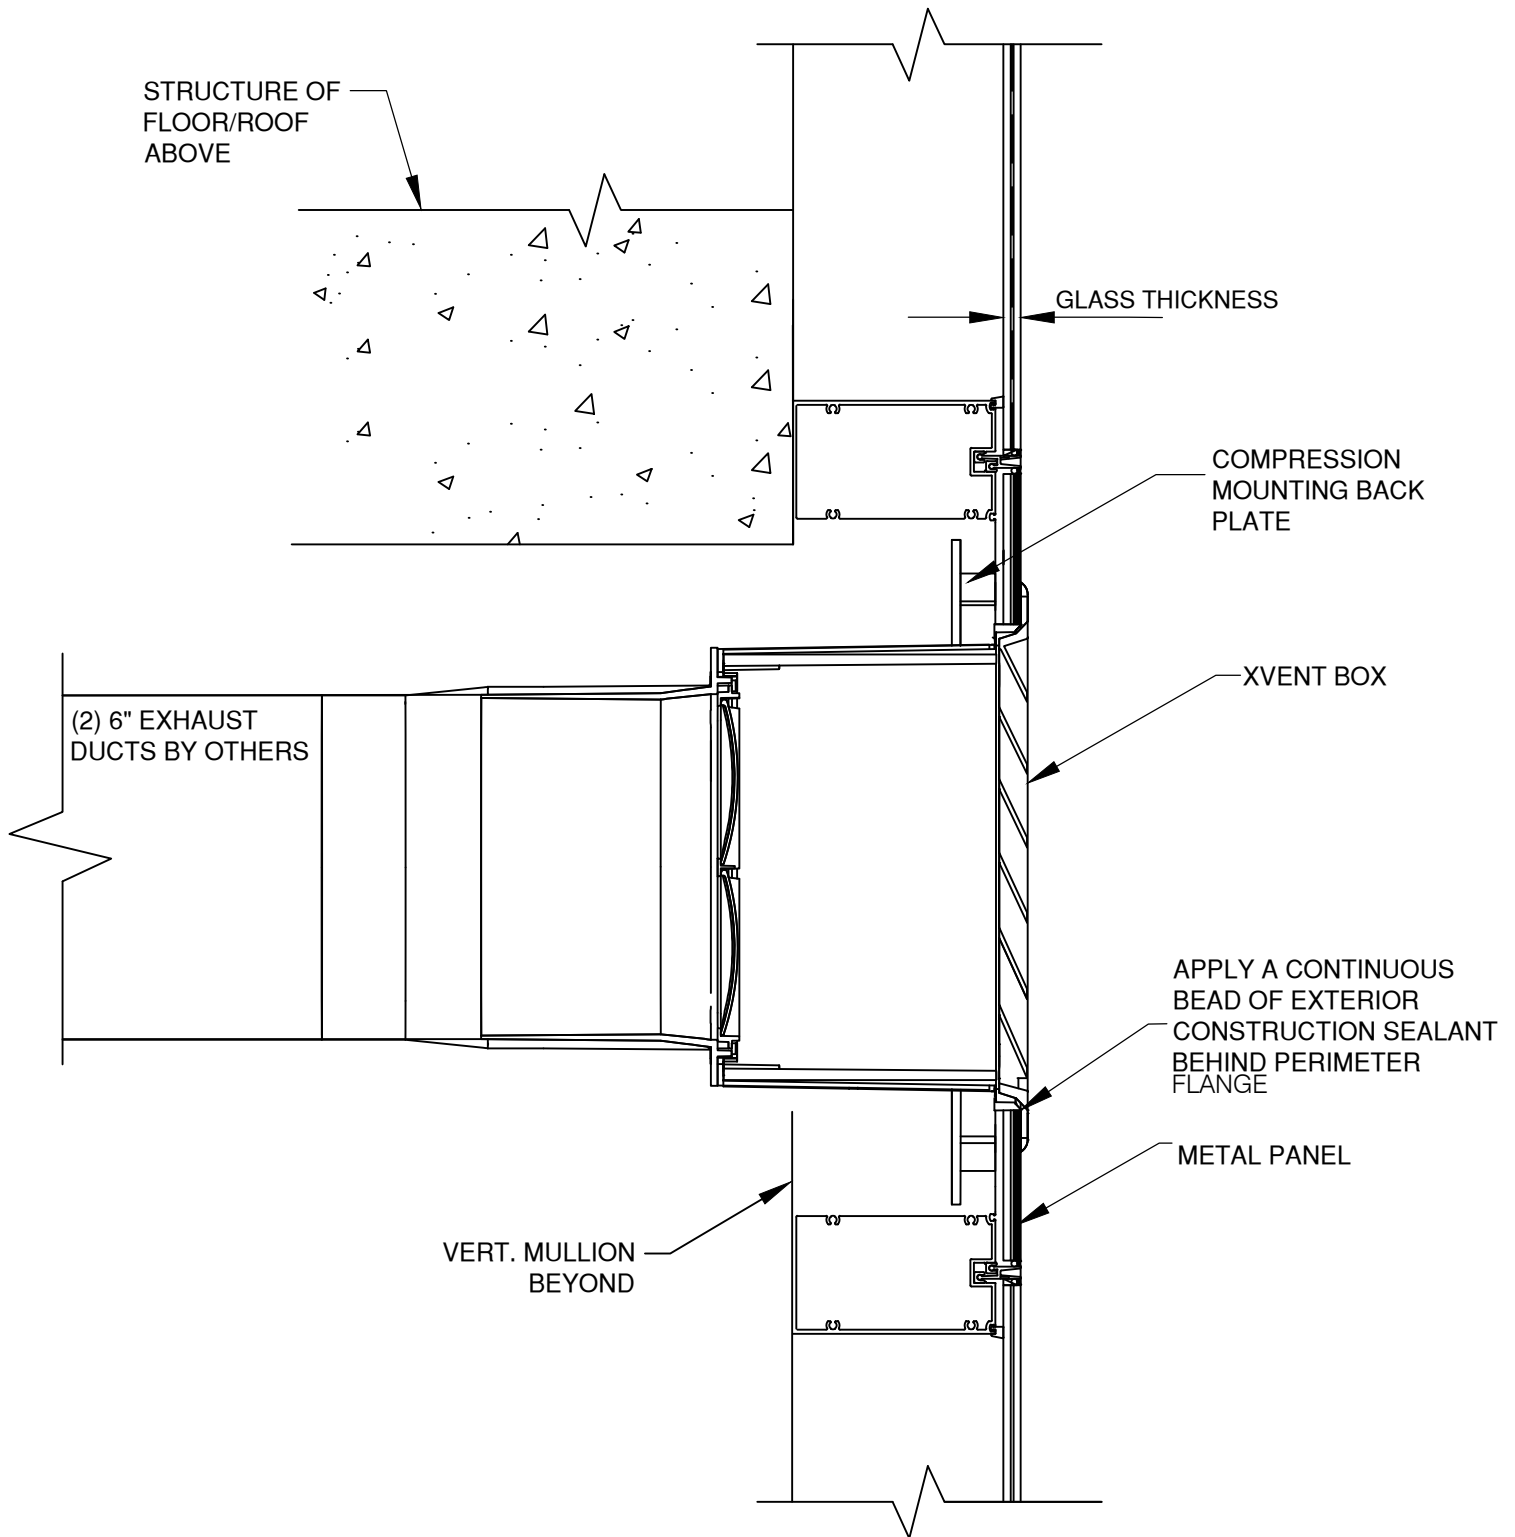 STRUCTURE OF
FLOOR/ROOF
ABOVE
GLASS THICKNESS
COMPRESSION
MOUNTING BACK
PLATE
XVENT BOX
(2) 6" EXHAUST
DUCTS BY OTHERS
APPLY A CONTINUOUS
BEAD OF EXTERIOR
CONSTRUCTION SEALANT
BEHIND PERIMETER
FLANGE
METAL PANEL
VERT. MULLION
BEYOND